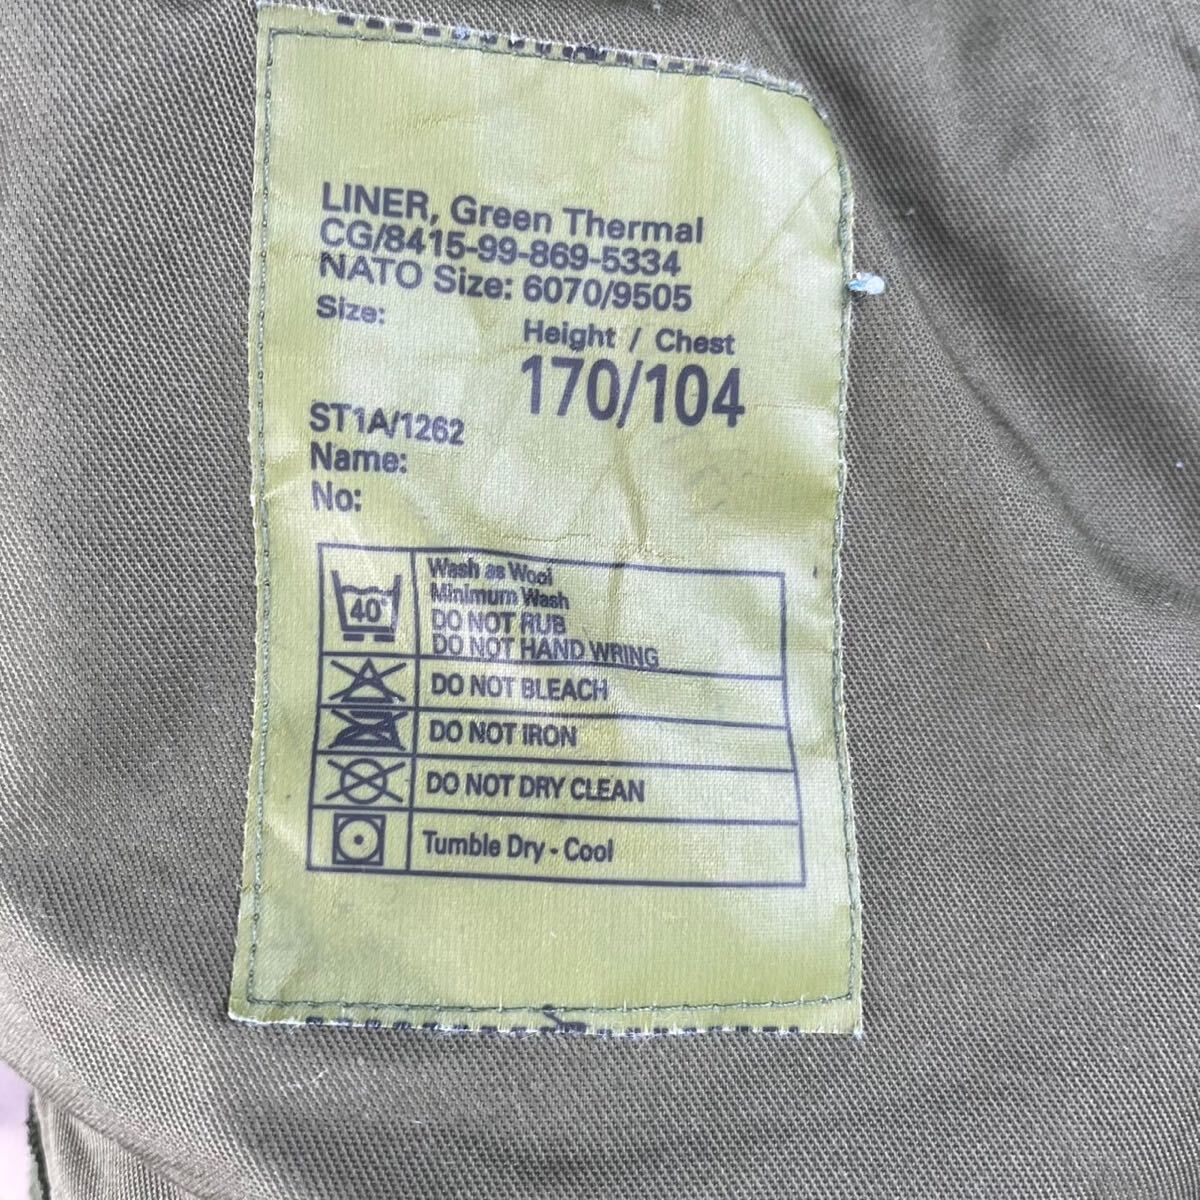 LINER, Green Thermal
CG/8415-99-869-5334
NATO Size: 6070/9505
Size:
Height / Chest
170/104
ST1A/1262
Name:
No:
40°
Wash as Wool
Minimum Wash
DO NOT RUB
DO NOT HAND WRING
DO NOT BLEACH
DO NOT IRON
DO NOT DRY CLEAN
Tumble Dry - Cool